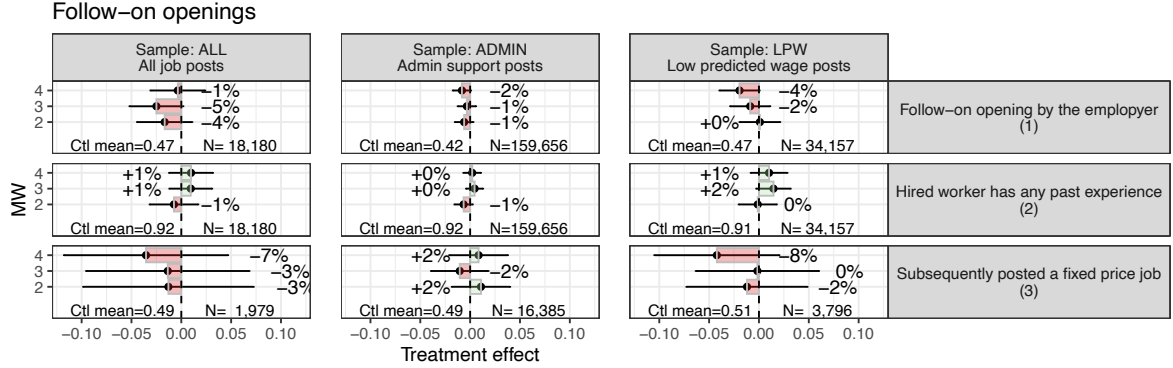 Follow−on openings
Sample: ALL
All job posts
Sample: ADMIN
Admin support posts
Sample: LPW
Low predicted wage posts
MW
4
3
2
−1%
−5%
−4%
Ctl mean=0.47 N= 18,180
−2%
−1%
−1%
Ctl mean=0.42 N=159,656
−4%
−2%
+0%
Ctl mean=0.47 N= 34,157
Follow−on opening by the emplopyer
(1)
4
3
2
+1%
+1%
−1%
Ctl mean=0.92 N= 18,180
+0%
+0%
−1%
Ctl mean=0.92 N=159,656
+1%
+2%
0%
Ctl mean=0.91 N= 34,157
Hired worker has any past experience
(2)
4
3
2
−7%
−3%
−3%
Ctl mean=0.49 N= 1,979
+2%
−2%
+2%
Ctl mean=0.49 N= 16,385
−8%
0%
−2%
Ctl mean=0.51 N= 3,796
Subsequently posted a fixed price job
(3)
−0.10 −0.05 0.00 0.05 0.10
−0.10 −0.05 0.00 0.05 0.10
−0.10 −0.05 0.00 0.05 0.10
Treatment effect